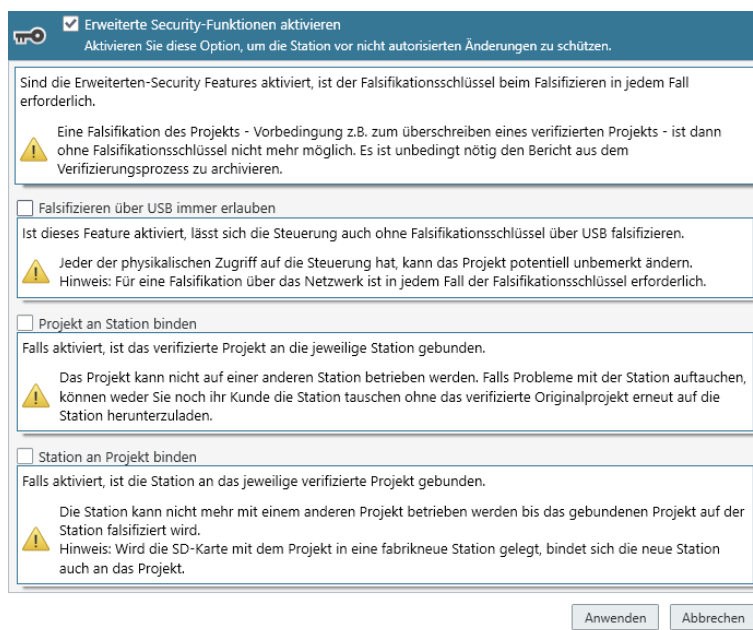 Erweiterte Security-Funktionen aktivieren
Aktivieren Sie diese Option, um die Station vor nicht autorisierten Änderungen zu schützen.
Sind die Erweiterten-Security Features aktiviert, ist der Falsifikationsschlüssel beim Falsifizieren in jedem Fall
erforderlich.
Eine Falsifikation des Projekts - Vorbedingung z.B. zum überschreiben eines verifizierten Projekts - ist dann
ohne Falsifikationsschlüssel nicht mehr möglich. Es ist unbedingt nötig den Bericht aus dem
Verifizierungsprozess zu archivieren.
Falsifizieren über USB immer erlauben
Ist dieses Feature aktiviert, lässt sich die Steuerung auch ohne Falsifikationsschlüssel über USB falsifizieren.
Jeder der physikalischen Zugriff auf die Steuerung hat, kann das Projekt potentiell unbemerkt ändern.
Hinweis: Für eine Falsifikation über das Netzwerk ist in jedem Fall der Falsifikationsschlüssel erforderlich.
Projekt an Station binden
Falls aktiviert, ist das verifizierte Projekt an die jeweilige Station gebunden.
Das Projekt kann nicht auf einer anderen Station betrieben werden. Falls Probleme mit der Station auftauchen,
können weder Sie noch ihr Kunde die Station tauschen ohne das verifizierte Originalprojekt erneut auf die
Station herunterzuladen.
Station an Projekt binden
Falls aktiviert, ist die Station an das jeweilige verifizierte Projekt gebunden.
Die Station kann nicht mehr mit einem anderen Projekt betrieben werden bis das gebundenen Projekt auf der
Station falsifiziert wird.
Hinweis: Wird die SD-Karte mit dem Projekt in eine fabrikneue Station gelegt, bindet sich die neue Station
auch an das Projekt.
Anwenden
Abbrechen